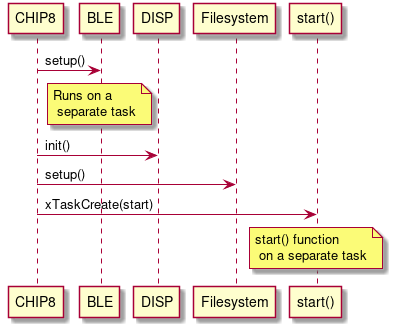 CHIP8 BLE DISP Filesystem start()
setup()
Runs on a
separate task
init()
setup()
xTaskCreate(start)
start() function
on a separate task
CHIP8 BLE DISP Filesystem start()